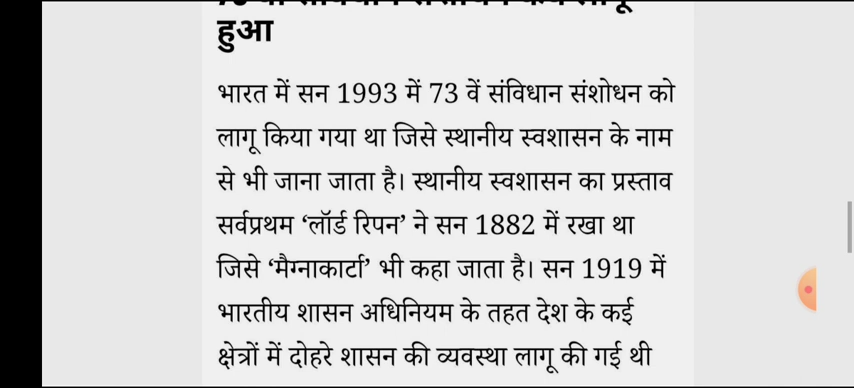 हुआ
भारत में सन 1993 में 73 वें संविधान संशोधन को
लागू किया गया था जिसे स्थानीय स्वशासन के नाम
से भी जाना जाता है। स्थानीय स्वशासन का प्रस्ताव
सर्वप्रथम ‘लॉर्ड रिपन’ ने सन 1882 में रखा था
जिसे ‘मैग्नाकार्टा’ भी कहा जाता है। सन 1919 में
भारतीय शासन अधिनियम के तहत देश के कई
क्षेत्रों में दोहरे शासन की व्यवस्था लागू की गई थी